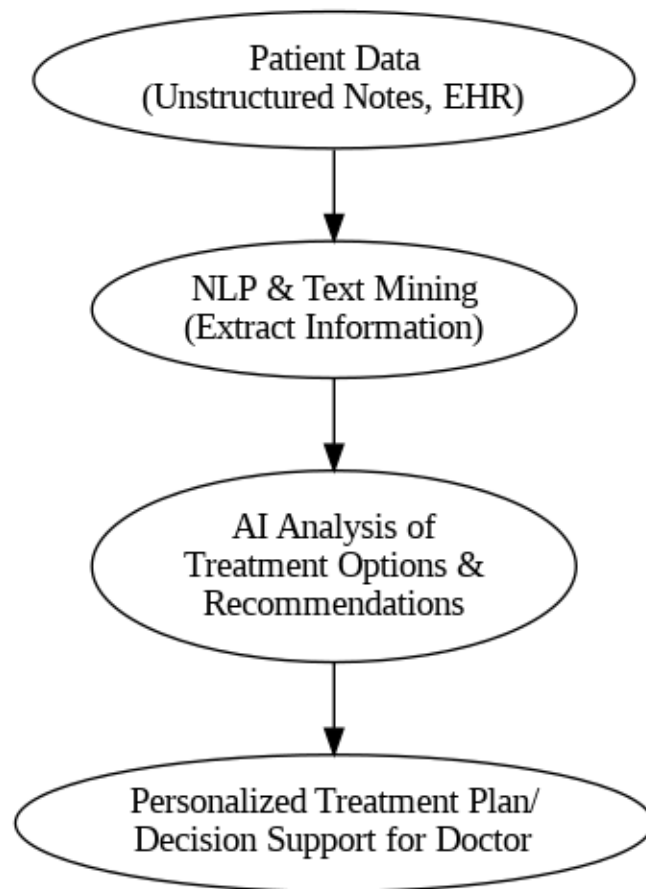 Patient Data
(Unstructured Notes, EHR)
NLP & Text Mining
(Extract Information)
AI Analysis of
Treatment Options &
Recommendations
Personalized Treatment Plan/
Decision Support for Doctor